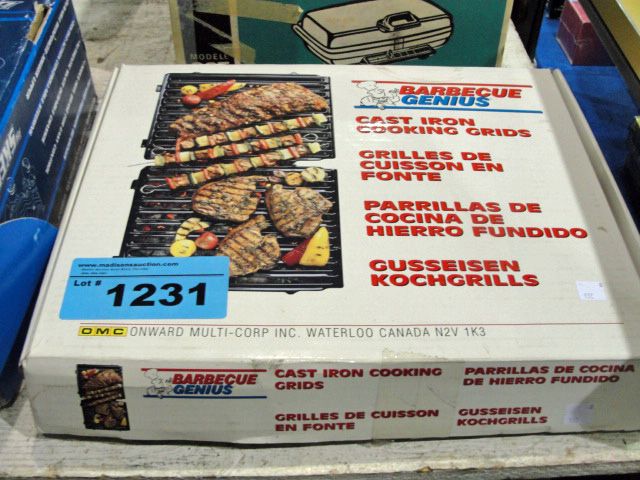 MODELE
BARBECUE
GENIUS
CAST IRON
COOKING GRIDS
GRILLES DE
CUISSON EN
FONTE
PARRILLAS DE
COCINA DE
HIERRO FUNDIDO
GUSSEISEN
KOCHGRILLS
www.madisonsauction.com
Lot #
1231
OMC ONWARD MULTI-CORP INC. WATERLOO CANADA N2V 1K3
BARBECUE
GENIUS
CAST IRON COOKING
GRIDS
GRILLES DE CUISSON
EN FONTE
PARRILLAS DE COCINA
DE HIERRO FUNDIDO
GUSSEISEN
KOCHGRILLS